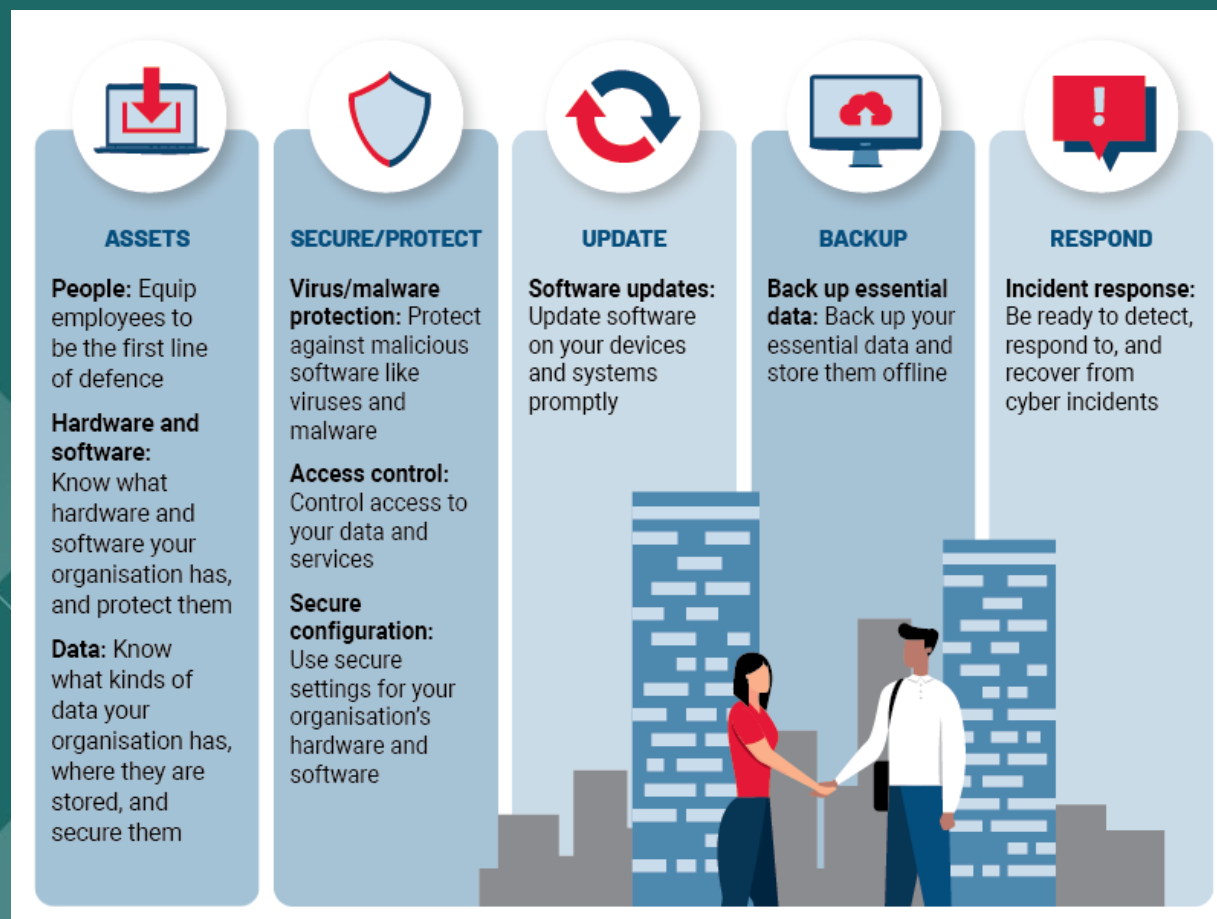 ASSETS
People: Equip
employees to
be the first line
of defence
Hardware and
software:
Know what
hardware and
software your
organisation has,
and protect them
Data: Know
what kinds of
data your
organisation has,
where they are
stored, and
secure them
SECURE/PROTECT
Virus/malware
protection: Protect
against malicious
software like
viruses and
malware
Access control:
Control access to
your data and
services
Secure
configuration:
Use secure
settings for your
organisation’s
hardware and
software
UPDATE
Software updates:
Update software
on your devices
and systems
promptly
BACKUP
Back up essential
data: Back up your
essential data and
store them offline
!
RESPOND
Incident response:
Be ready to detect,
respond to, and
recover from
cyber incidents